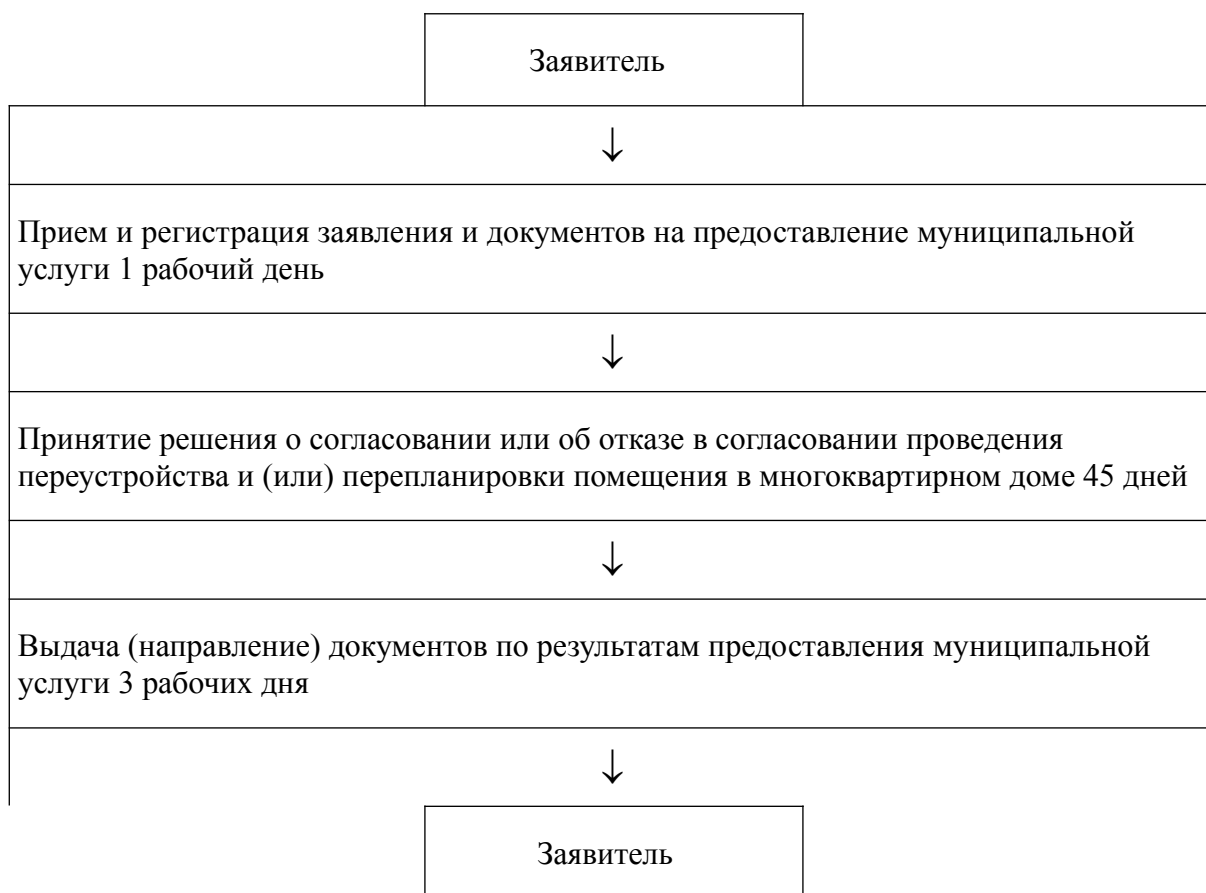 Заявитель
↓
Прием и регистрация заявления и документов на предоставление муниципальной
услуги 1 рабочий день
↓
Принятие решения о согласовании или об отказе в согласовании проведения
переустройства и (или) перепланировки помещения в многоквартирном доме 45 дней
↓
Выдача (направление) документов по результатам предоставления муниципальной
услуги 3 рабочих дня
↓
Заявитель